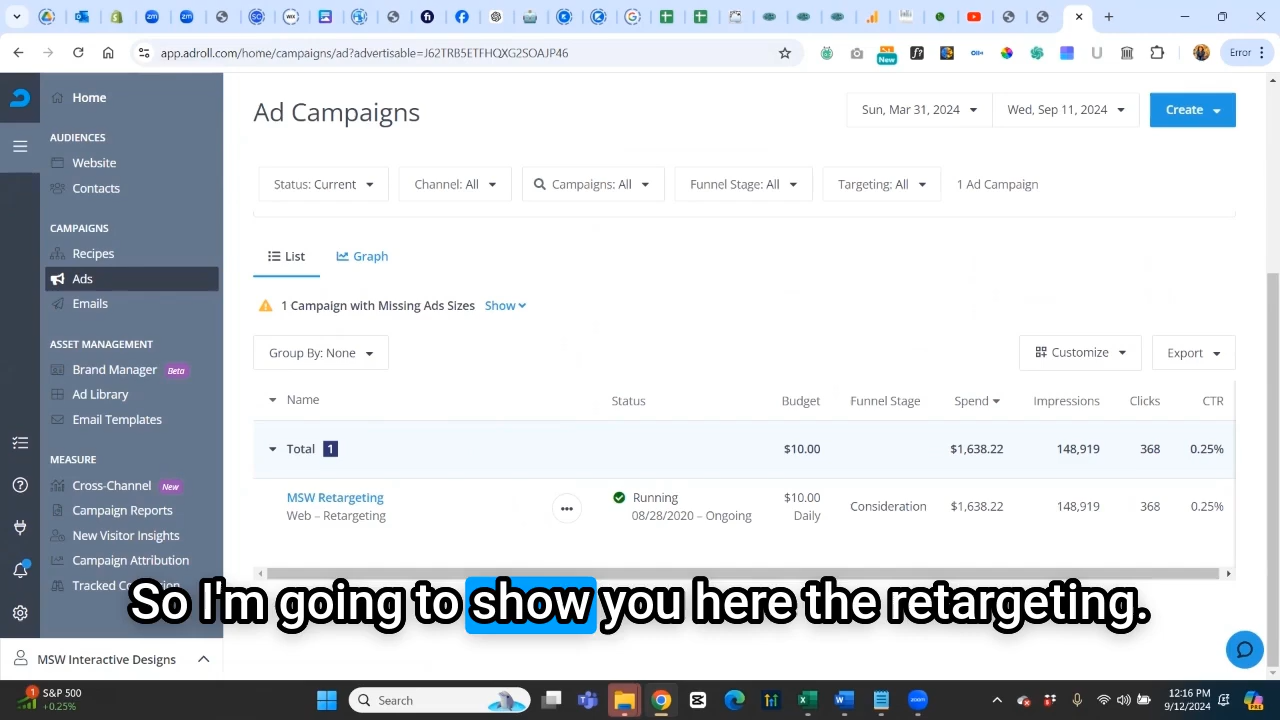 app.adroll.com/home/campaigns/ad?advertisable=J62TRB5ETFHQXG2SOAJP46
New
Error
Home
AUDIENCES
Website
Contacts
CAMPAIGNS
Recipes
Ads
Emails
ASSET MANAGEMENT
Brand Manager Beta
Ad Library
Email Templates
MEASURE
Cross-Channel New
Campaign Reports
New Visitor Insights
Campaign Attribution
MSW Interactive Designs
Ad Campaigns
Sun, Mar 31, 2024
Wed, Sep 11, 2024
Create
Status: Current
Channel: All
Campaigns: All
Funnel Stage: All
Targeting: All
1 Ad Campaign
List
Graph
1 Campaign with Missing Ads Sizes Show
Group By: None
Customize
Export
Name Status Budget Funnel Stage Spend Impressions Clicks CTR
Total 1 $10.00 $1,638.22 148,919 368 0.25%
MSW Retargeting Running $10.00 Consideration $1,638.22 148,919 368 0.25%
Web – Retargeting 08/28/2020 – Ongoing Daily
So I'm going to show you here the retargeting.
1
S&P 500
+0.25%
Search
zoom
12:16 PM
9/12/2024